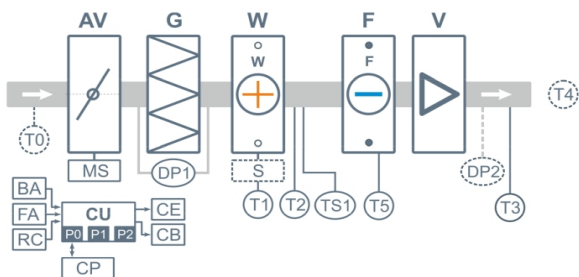 AV G W F V
W F
T0
MS
DP1
S
T1 T2 TS1 T5
DP2
T3
T4
BA
FA
RC
CU
P0 P1 P2
CE
CB
CP